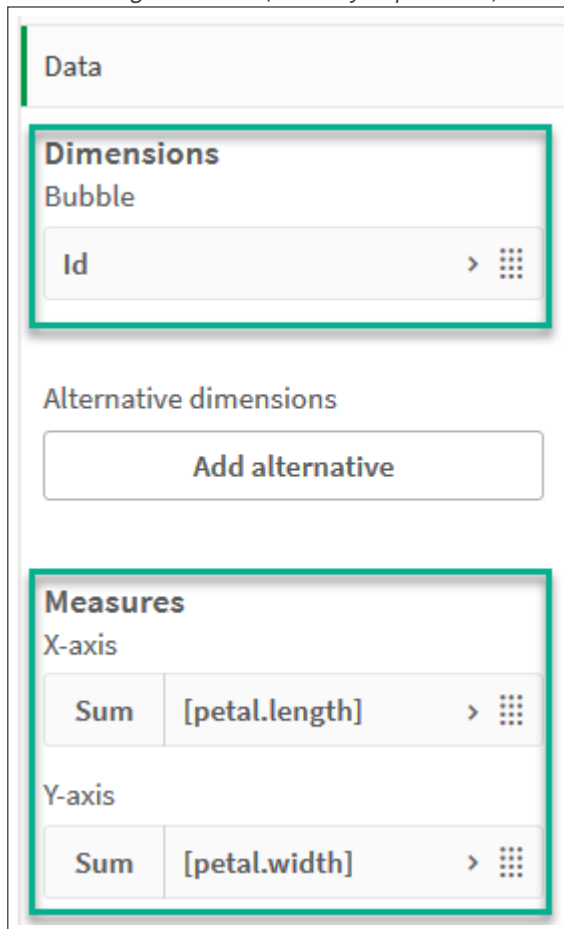 Data
Dimensions
Bubble
Id
Alternative dimensions
Add alternative
Measures
X-axis
Sum [petal.length]
Y-axis
Sum [petal.width]